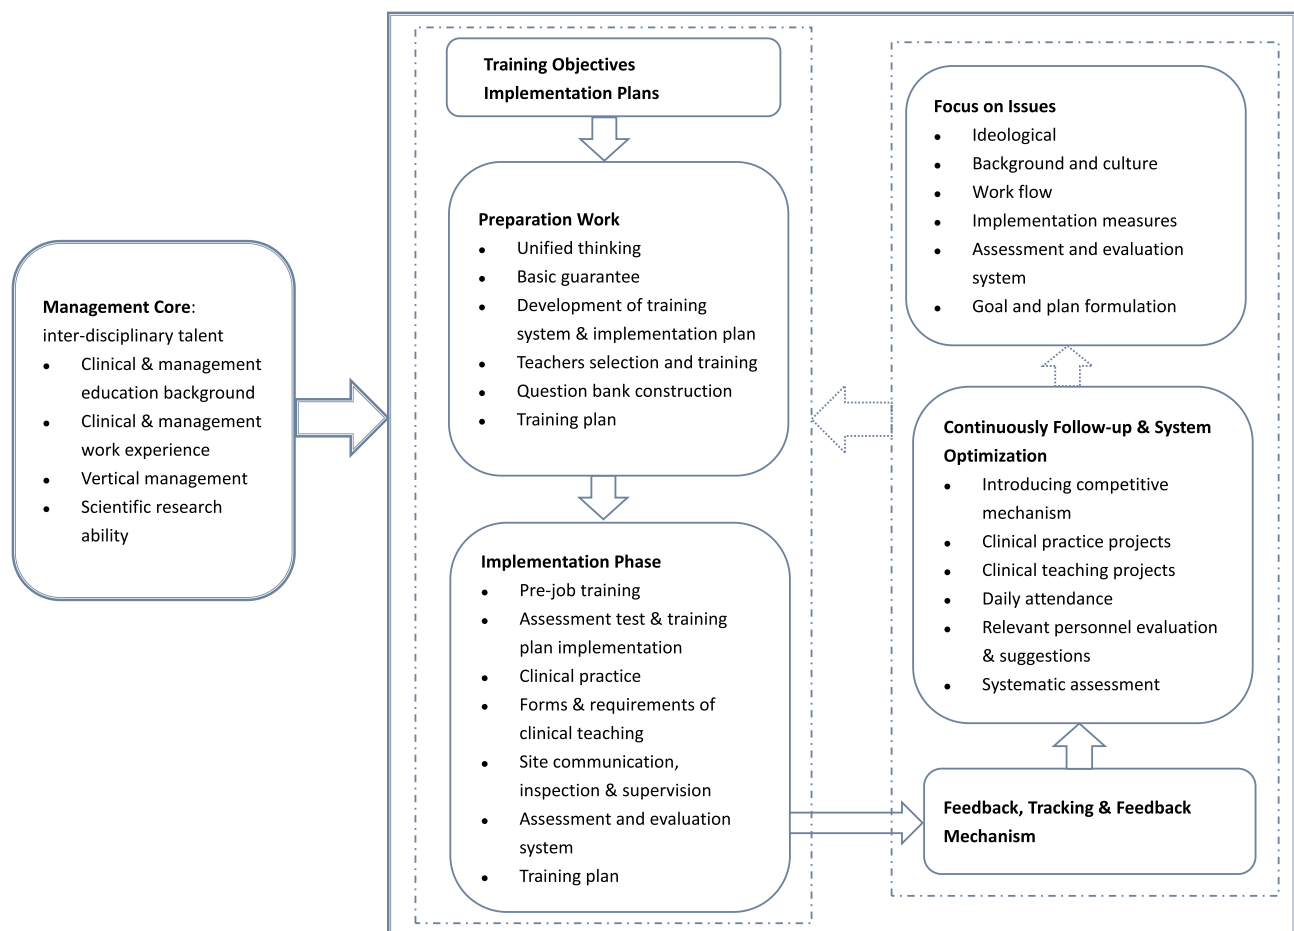 Management Core:
inter-disciplinary talent
• Clinical & management
education background
• Clinical & management
work experience
• Vertical management
• Scientific research
ability
Training Objectives
Implementation Plans
Preparation Work
• Unified thinking
• Basic guarantee
• Development of training
system & implementation plan
• Teachers selection and training
• Question bank construction
• Training plan
Implementation Phase
• Pre-job training
• Assessment test & training
plan implementation
• Clinical practice
• Forms & requirements of
clinical teaching
• Site communication,
inspection & supervision
• Assessment and evaluation
system
• Training plan
Focus on Issues
• Ideological
• Background and culture
• Work flow
• Implementation measures
• Assessment and evaluation
system
• Goal and plan formulation
Continuously Follow-up & System
Optimization
• Introducing competitive
mechanism
• Clinical practice projects
• Clinical teaching projects
• Daily attendance
• Relevant personnel evaluation
& suggestions
• Systematic assessment
Feedback, Tracking & Feedback
Mechanism